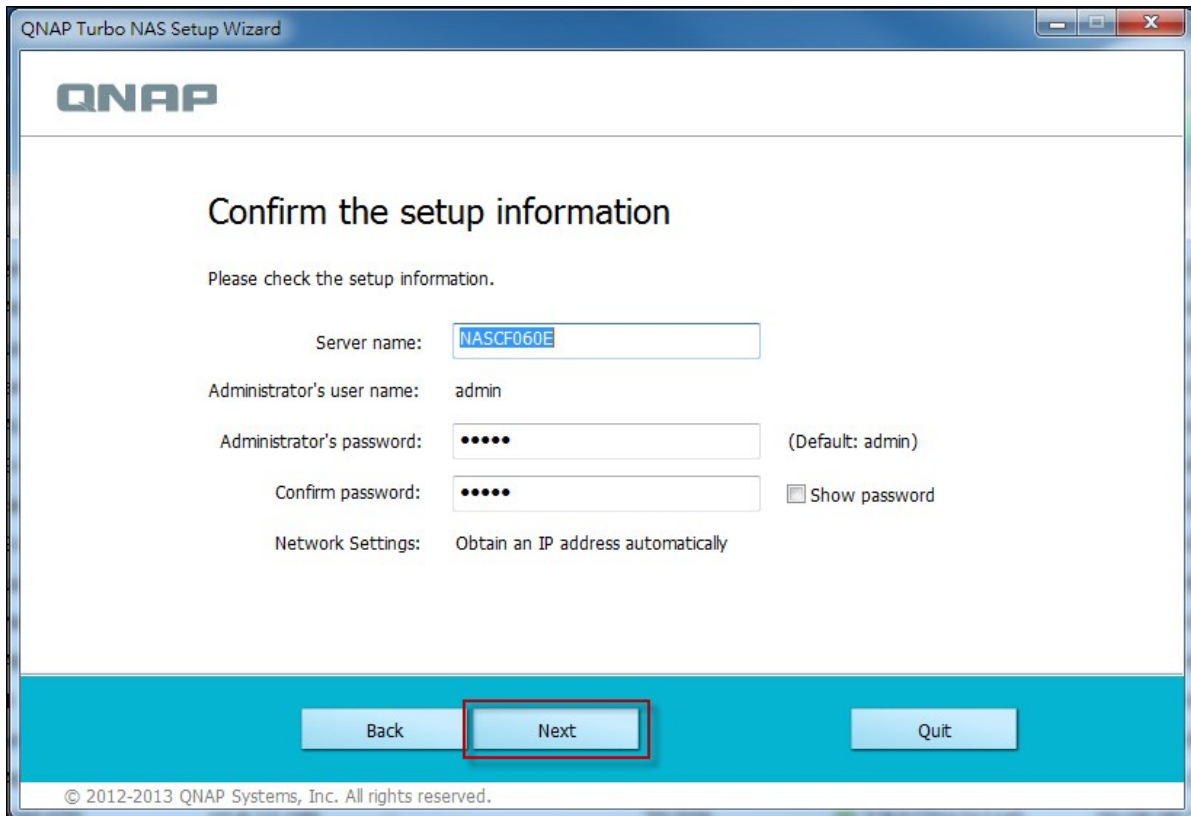 QNAP Turbo NAS Setup Wizard
QNAP
Confirm the setup information
Please check the setup information.
Server name: NASCF060E
Administrator's user name: admin
Administrator's password: ••••• (Default: admin)
Confirm password: ••••• Show password
Network Settings: Obtain an IP address automatically
Back Next Quit
© 2012-2013 QNAP Systems, Inc. All rights reserved.